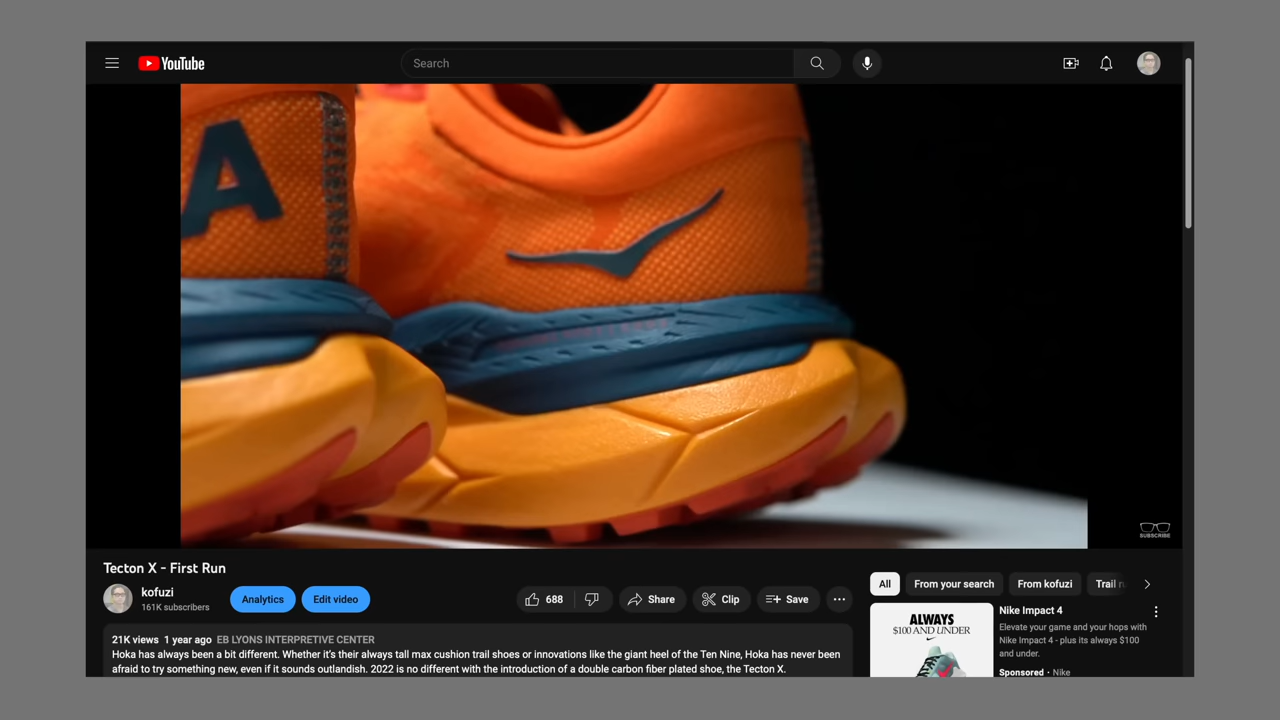 YouTube
Search
A
SUBSCRIBE
Tecton X - First Run
kofuzi
161K subscribers
Analytics
Edit video
688
Share
Clip
Save
All
From your search
From kofuzi
Trail
21K views 1 year ago EB LYONS INTERPRETIVE CENTER
Hoka has always been a bit different. Whether it's their always tall max cushion trail shoes or innovations like the giant heel of the Ten Nine, Hoka has never been
afraid to try something new, even if it sounds outlandish. 2022 is no different with the introduction of a double carbon fiber plated shoe, the Tecton X.
ALWAYS
$100 AND UNDER
Nike Impact 4
Elevate your game and your hops with
Nike Impact 4 - plus its always $100
and under.
Sponsored · Nike